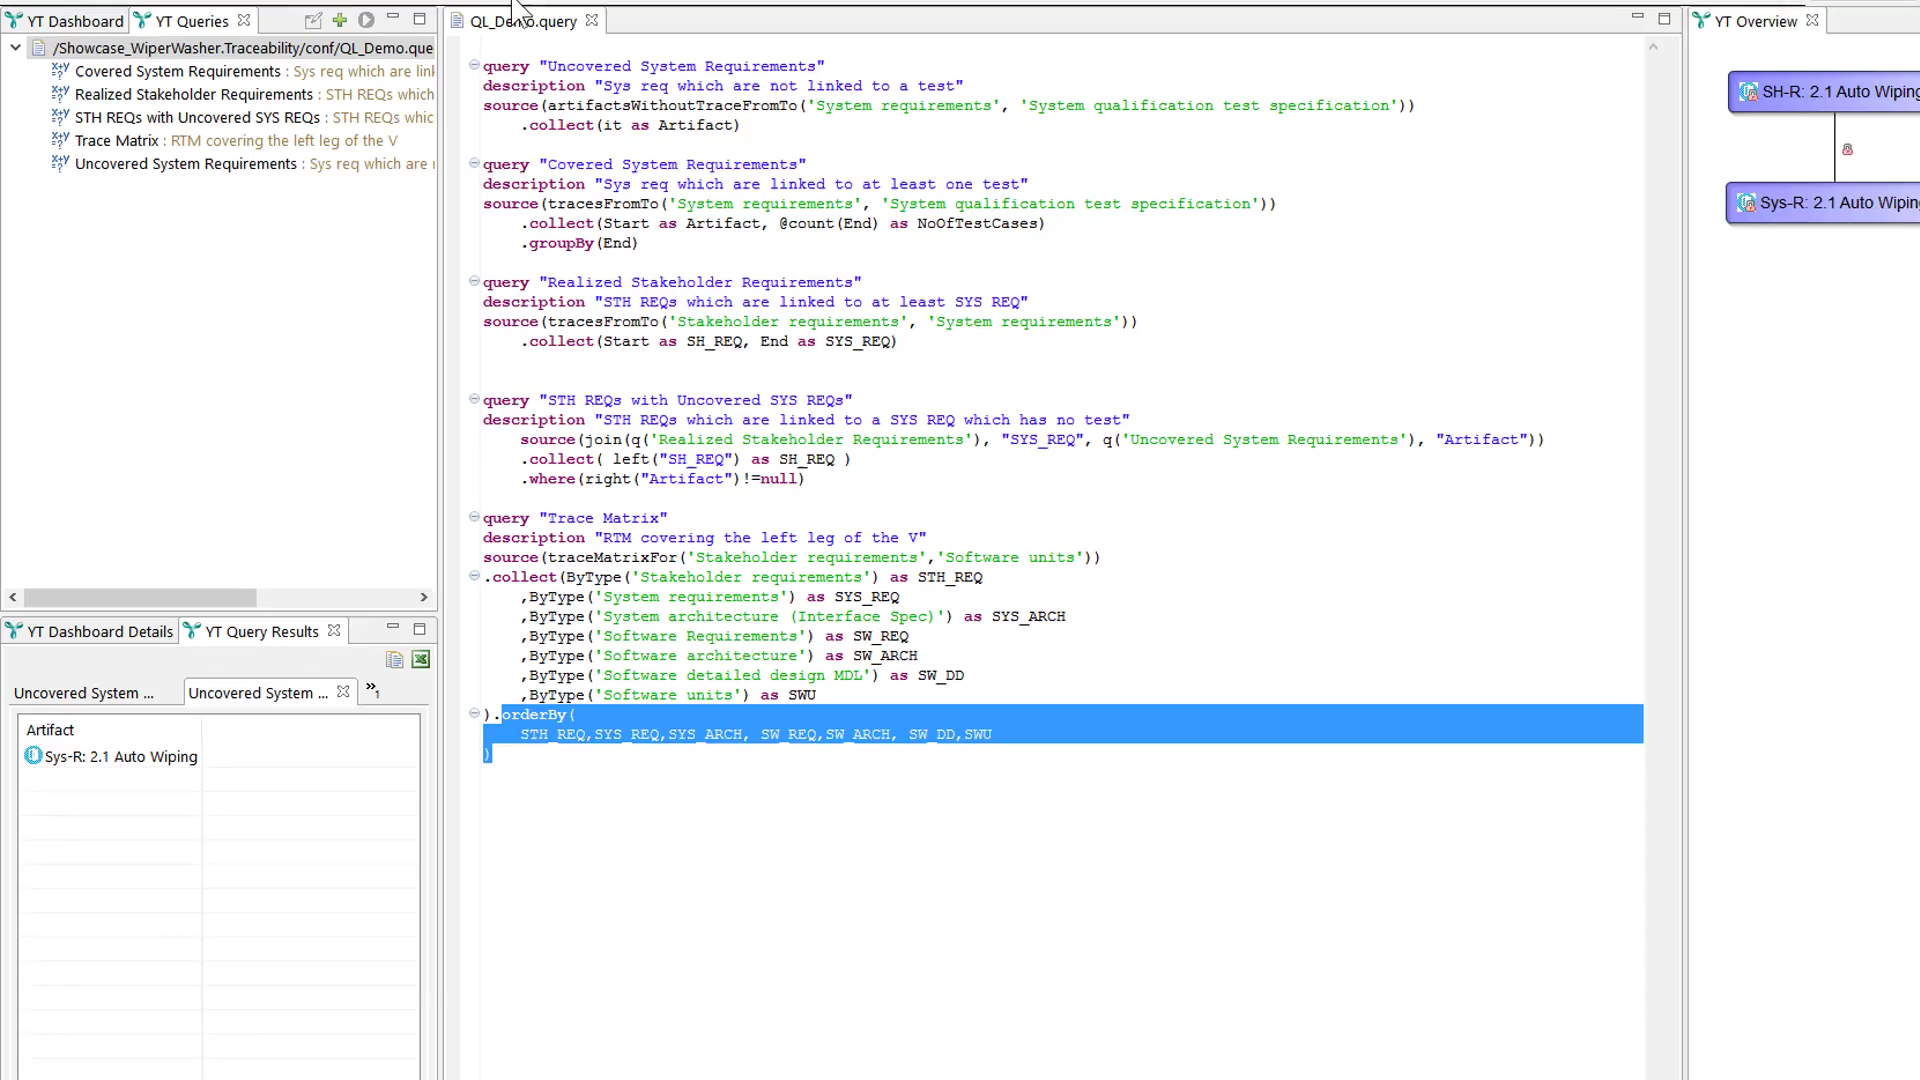 YT Dashboard
YT Queries
/Showcase_WiperWasher.Traceability/conf/QL_Demo.que
Covered System Requirements : Sys req which are linl
Realized Stakeholder Requirements : STH REQs which
STH REQs with Uncovered SYS REQs : STH REQs whic
Trace Matrix : RTM covering the left leg of the V
Uncovered System Requirements : Sys req which are
YT Dashboard Details
YT Query Results
Uncovered System ...
Uncovered System ...
»1
Artifact
Sys-R: 2.1 Auto Wiping
QL_Demo.query
query "Uncovered System Requirements"
description "Sys req which are not linked to a test"
source(artifactsWithoutTraceFromTo('System requirements', 'System qualification test specification'))
.collect(it as Artifact)
query "Covered System Requirements"
description "Sys req which are linked to at least one test"
source(tracesFromTo('System requirements', 'System qualification test specification'))
.collect(Start as Artifact, @count(End) as NoOfTestCases)
.groupBy(End)
query "Realized Stakeholder Requirements"
description "STH REQs which are linked to at least SYS REQ"
source(tracesFromTo('Stakeholder requirements', 'System requirements'))
.collect(Start as SH_REQ, End as SYS_REQ)
query "STH REQs with Uncovered SYS REQs"
description "STH REQs which are linked to a SYS REQ which has no test"
source(join(q('Realized Stakeholder Requirements'), "SYS_REQ", q('Uncovered System Requirements'), "Artifact"))
.collect( left("SH_REQ") as SH_REQ )
.where(right("Artifact")!=null)
query "Trace Matrix"
description "RTM covering the left leg of the V"
source(traceMatrixFor('Stakeholder requirements','Software units'))
.collect(ByType('Stakeholder requirements') as STH_REQ
,ByType('System requirements') as SYS_REQ
,ByType('System architecture (Interface Spec)') as SYS_ARCH
,ByType('Software Requirements') as SW_REQ
,ByType('Software architecture') as SW_ARCH
,ByType('Software detailed design MDL') as SW_DD
,ByType('Software units') as SWU
).orderBy(
STH_REQ,SYS_REQ,SYS_ARCH, SW_REQ,SW_ARCH, SW_DD,SWU
)
YT Overview
SH-R: 2.1 Auto Wiping
Sys-R: 2.1 Auto Wiping